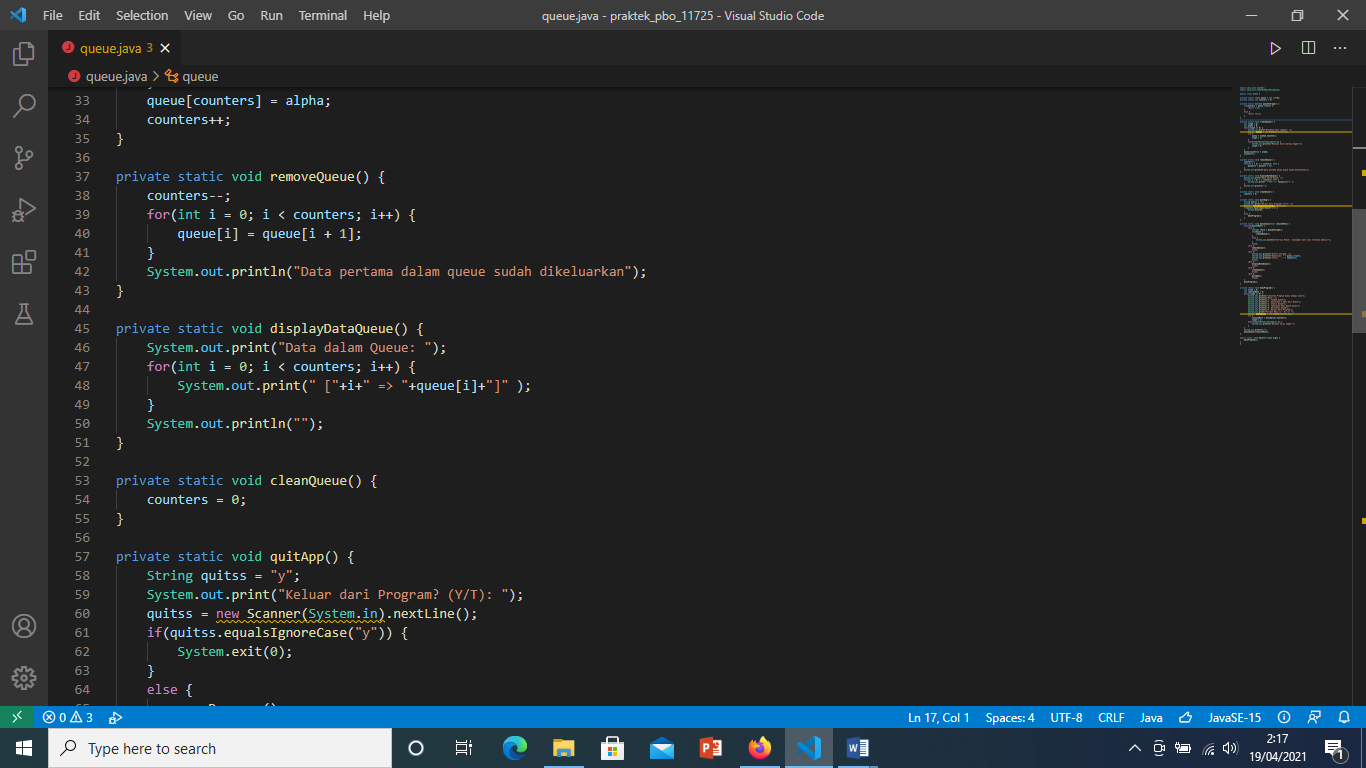 File Edit Selection View Go Run Terminal Help queue.java - praktek_pbo_11725 - Visual Studio Code
queue.java 3
queue.java > queue
33 queue[counters] = alpha;
34 counters++;
35 }
36
37 private static void removeQueue() {
38 counters--;
39 for(int i = 0; i < counters; i++) {
40 queue[i] = queue[i + 1];
41 }
42 System.out.println("Data pertama dalam queue sudah dikeluarkan");
43 }
44
45 private static void displayDataQueue() {
46 System.out.print("Data dalam Queue: ");
47 for(int i = 0; i < counters; i++) {
48 System.out.print(" ["+i+" => "+queue[i]+"]" );
49 }
50 System.out.println("");
51 }
52
53 private static void cleanQueue() {
54 counters = 0;
55 }
56
57 private static void quitApp() {
58 String quitss = "y";
59 System.out.print("Keluar dari Program? (Y/T): ");
60 quitss = new Scanner(System.in).nextLine();
61 if(quitss.equalsIgnoreCase("y")) {
62 System.exit(0);
63 }
64 else {
0 3 Ln 17, Col 1 Spaces: 4 UTF-8 CRLF Java JavaSE-15
Type here to search
2:17
19/04/2021
1